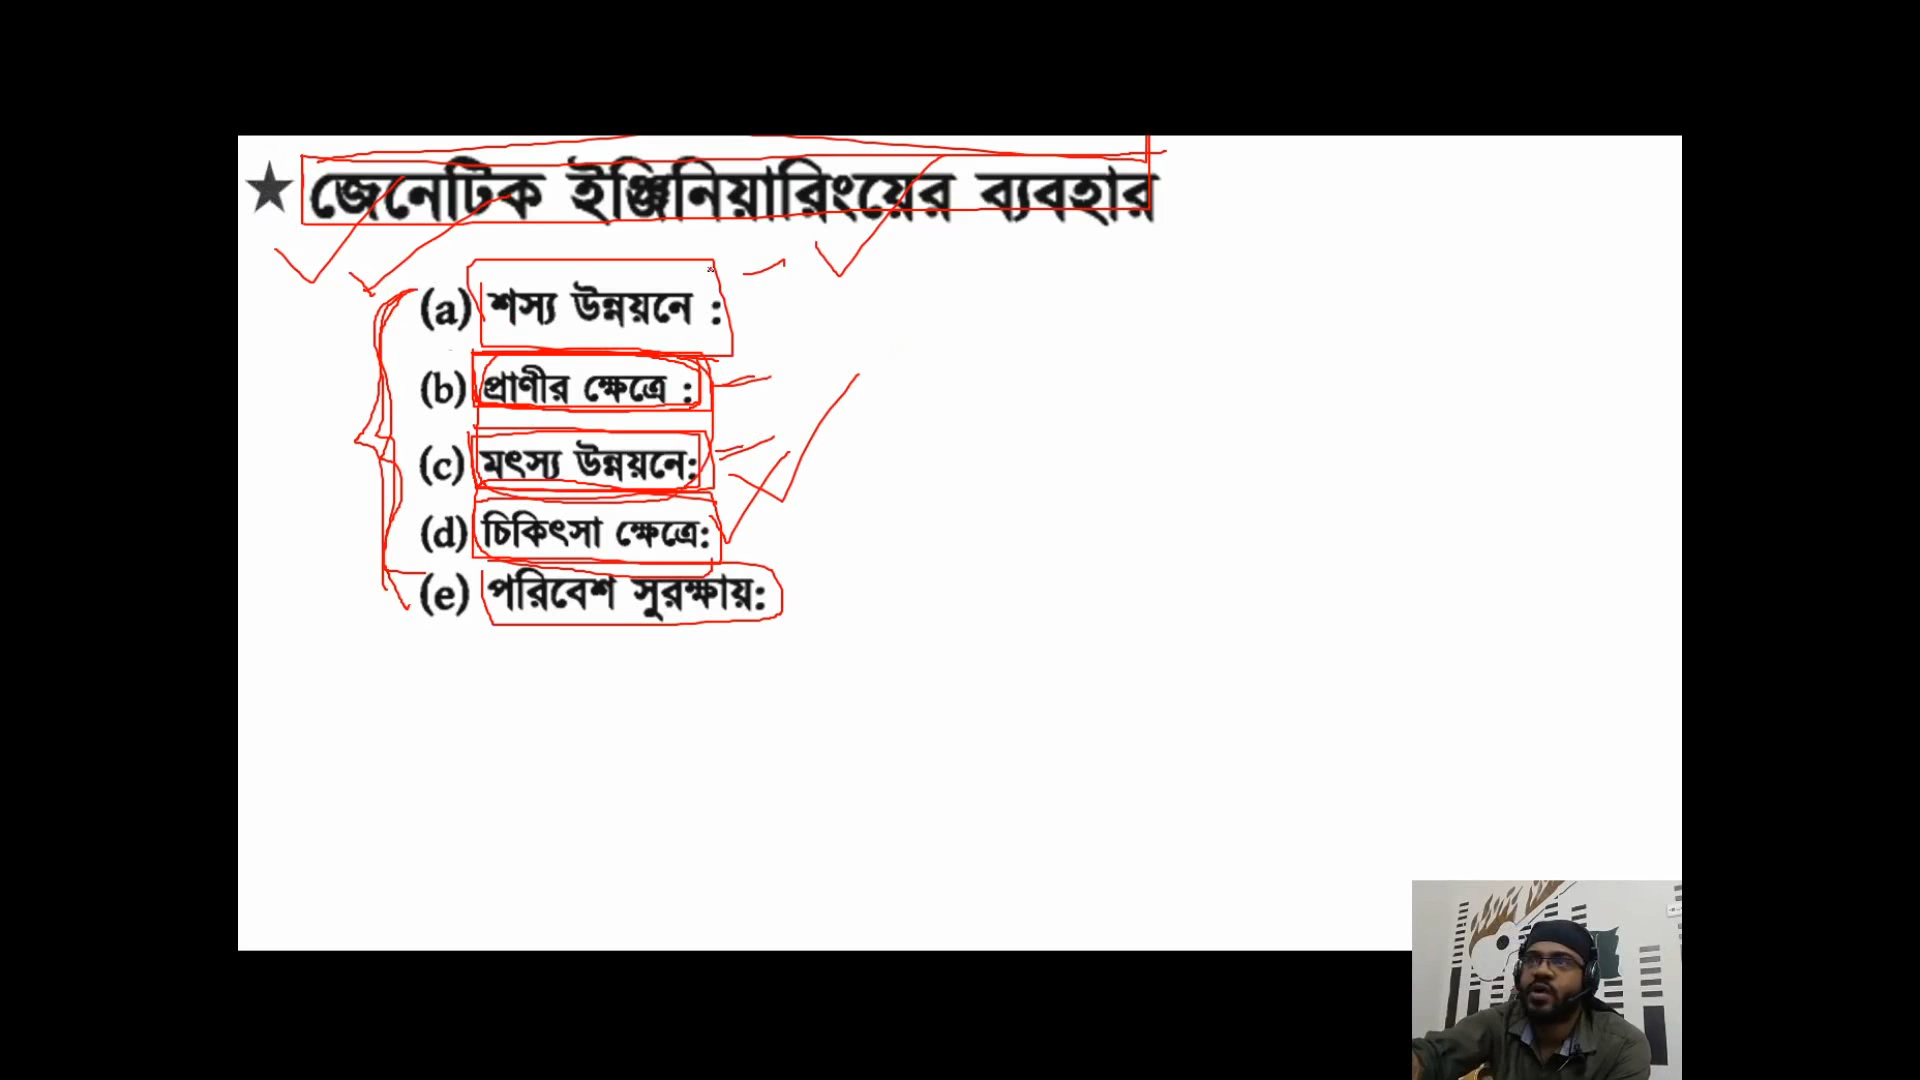 ★ জেনেটিক ইঞ্জিনিয়ারিংয়ের ব্যবহার
(a) শস্য উন্নয়নে :
(b) প্রাণীর ক্ষেত্রে :
(c) মৎস্য উন্নয়নে:
(d) চিকিৎসা ক্ষেত্রে:
(e) পরিবেশ সুরক্ষায়: